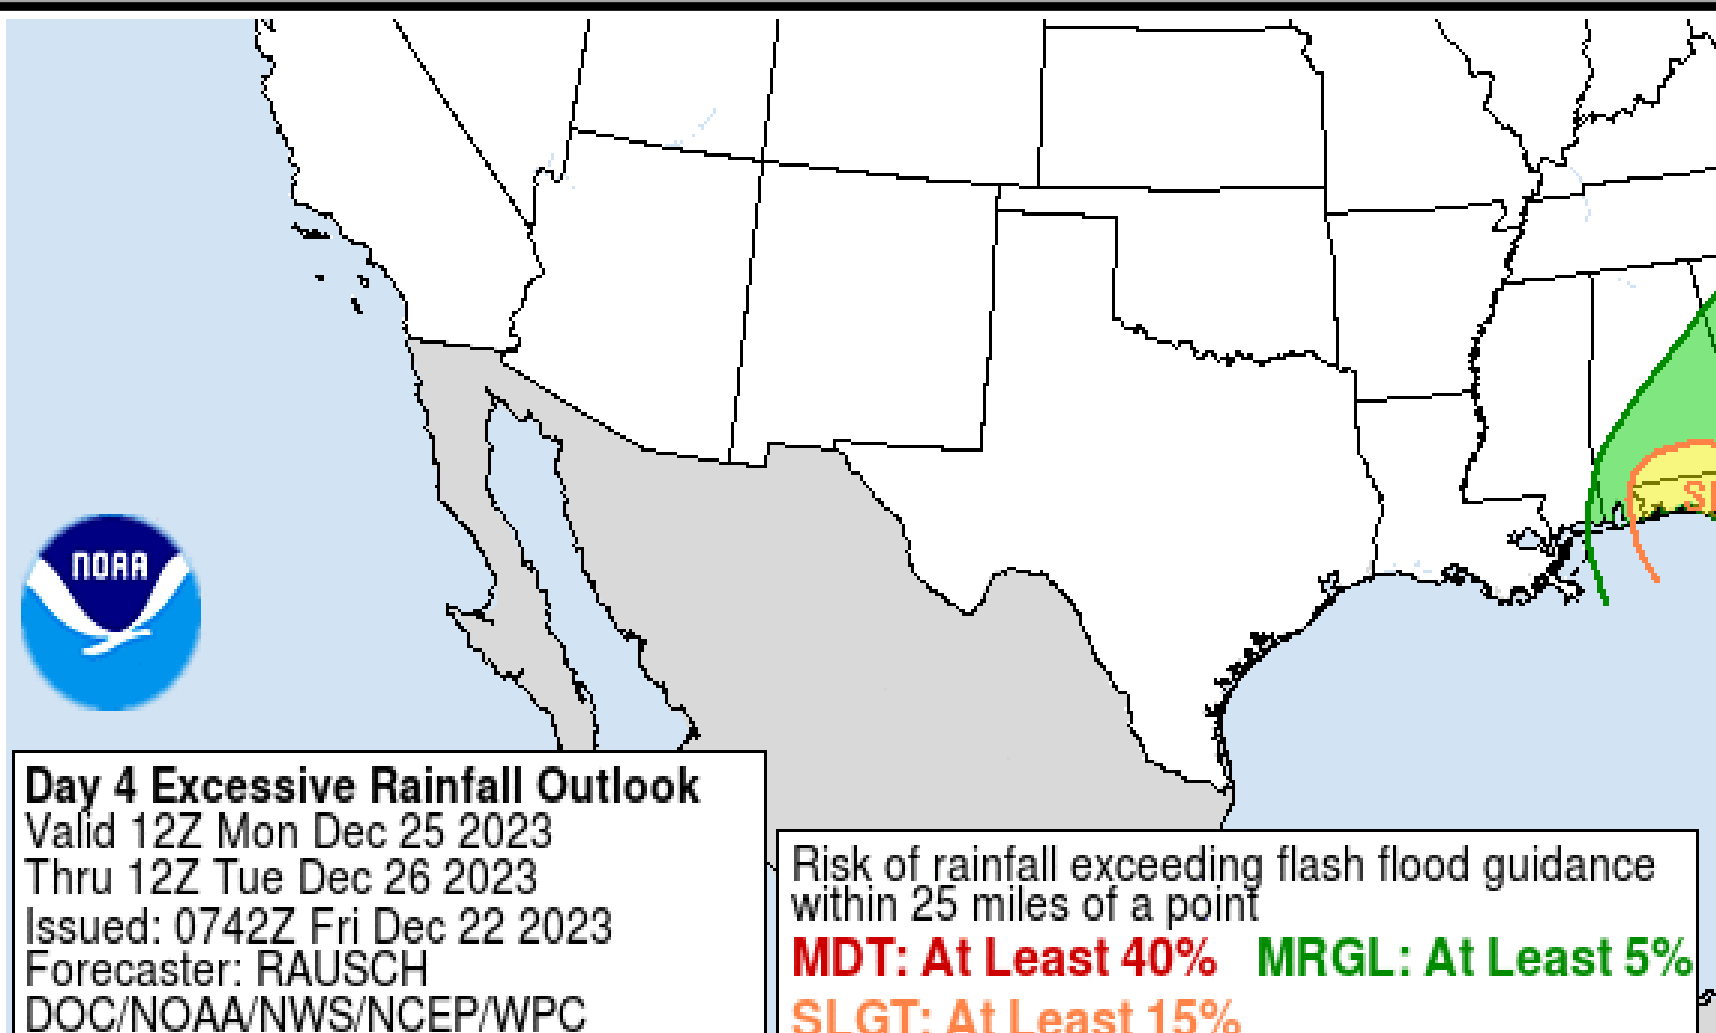 SL
NOAA
Day 4 Excessive Rainfall Outlook
Valid 12Z Mon Dec 25 2023
Thru 12Z Tue Dec 26 2023
Issued: 0742Z Fri Dec 22 2023
Forecaster: RAUSCH
DOC/NOAA/NWS/NCEP/WPC
Risk of rainfall exceeding flash flood guidance
within 25 miles of a point
MDT: At Least 40% MRGL: At Least 5%
SLGT: At Least 15%